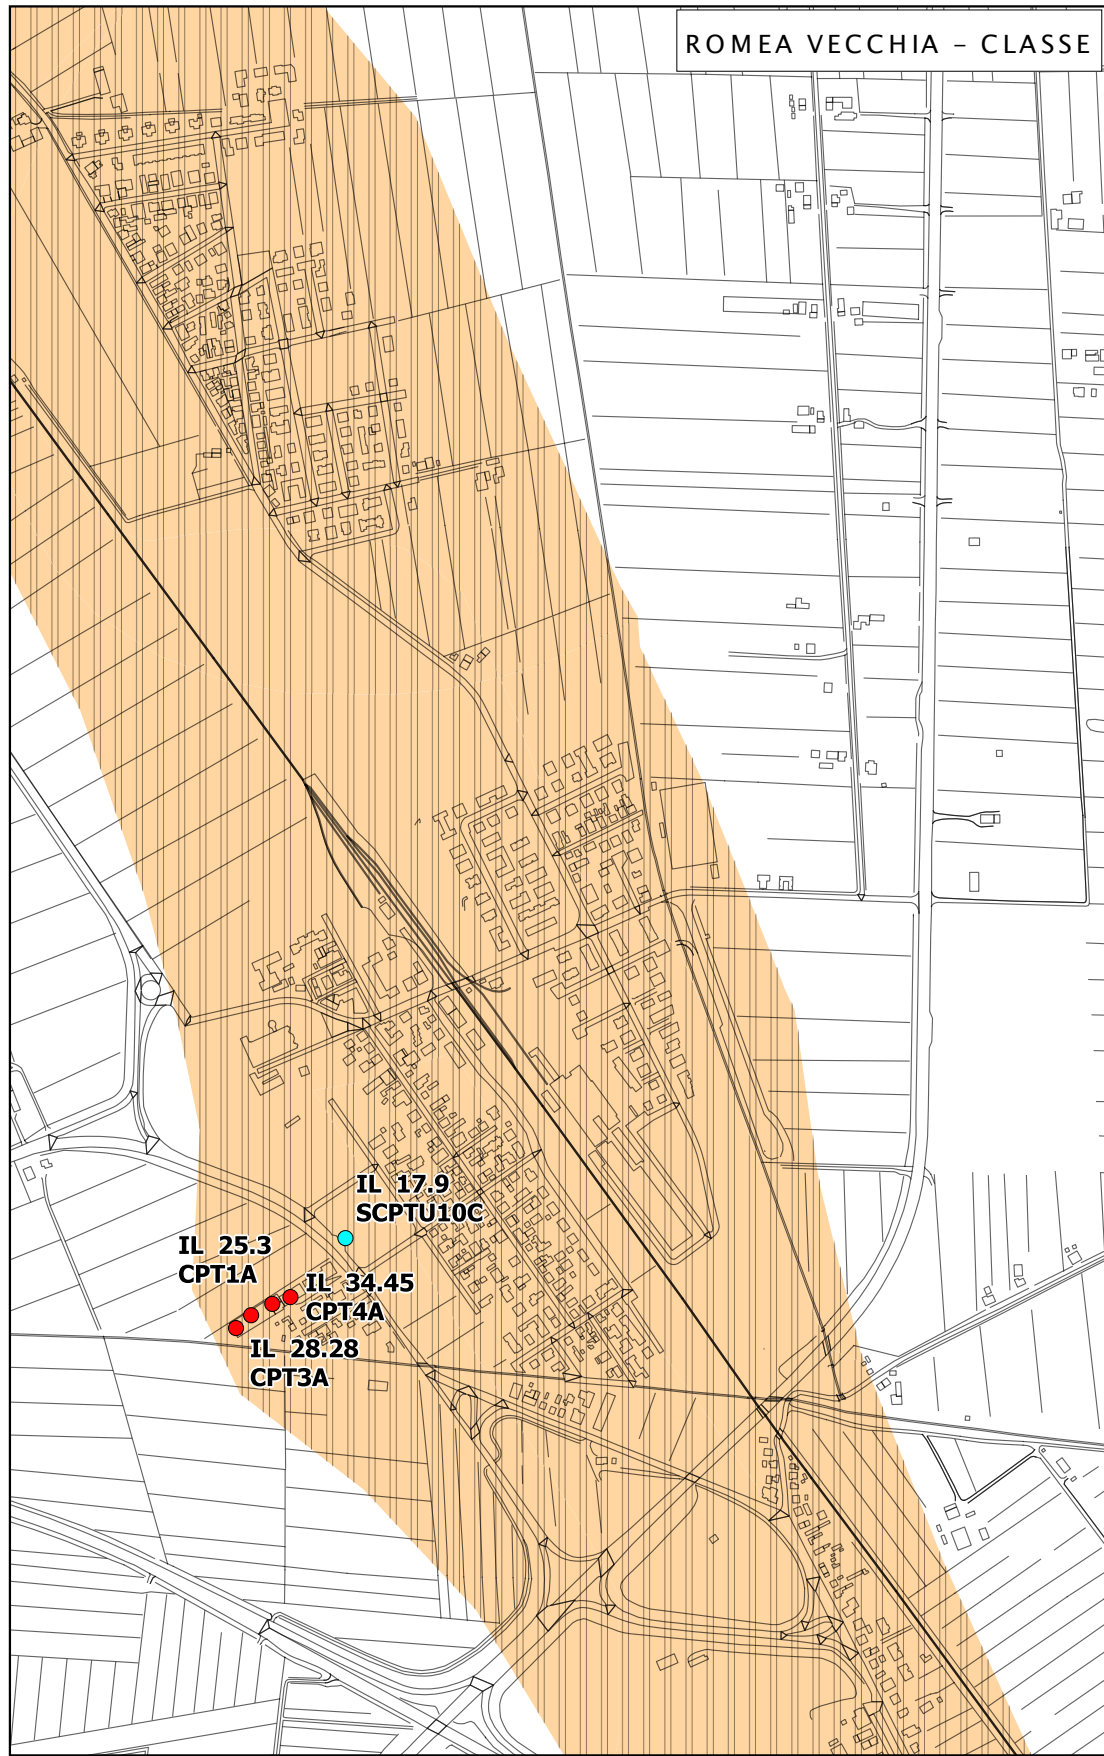 ROMEA VECCHIA – CLASSE
IL 17.9
SCPTU10C
IL 25.3
CPT1A
IL 34.45
CPT4A
IL 28.28
CPT3A